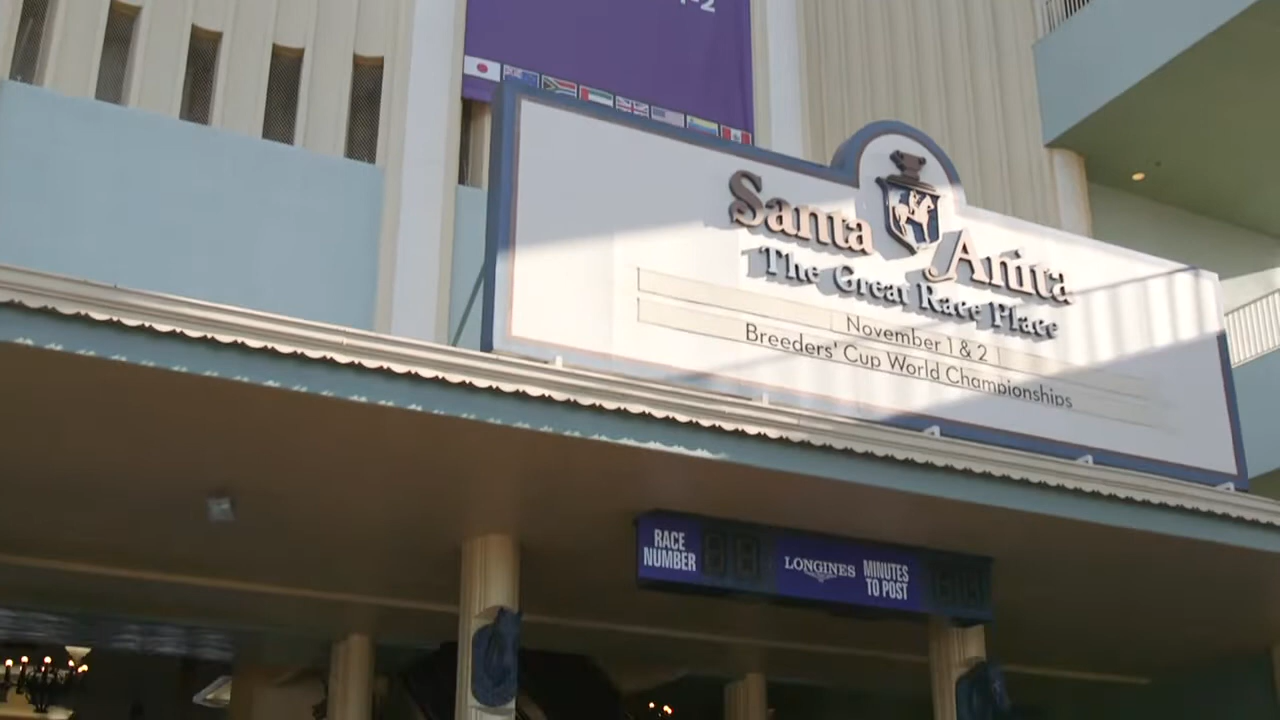 Santa Anita
The Great Race Place
November 1 & 2
Breeders' Cup World Championships
RACE NUMBER
LONGINES
MINUTES TO POST